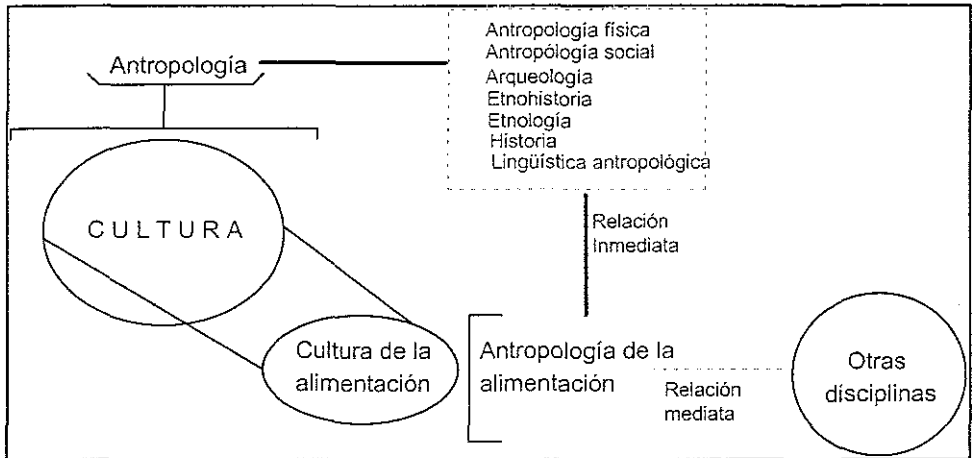 Antropología
Antropología física
Antropólogía social
Arqueología
Etnohistoria
Etnología
Historia
Lingüística antropológica
CULTURA
Relación
Inmediata
Cultura de la
alimentación
Antropología de la
alimentación
Relación
mediata
Otras
disciplinas